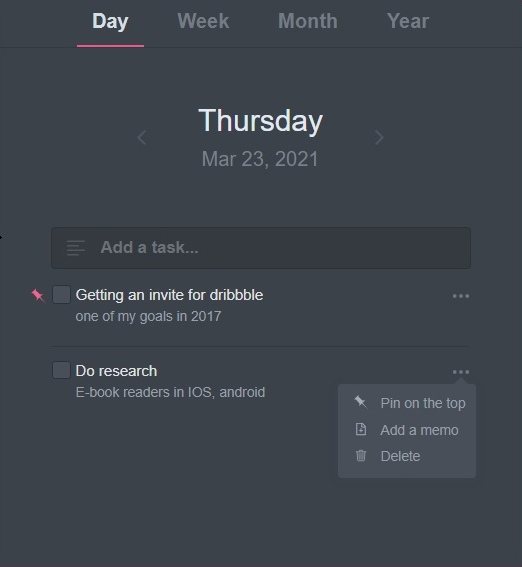 Day Week Month Year
Thursday
Mar 23, 2021
Add a task...
Getting an invite for dribbble
one of my goals in 2017
Do research
E-book readers in IOS, android
Pin on the top
Add a memo
Delete